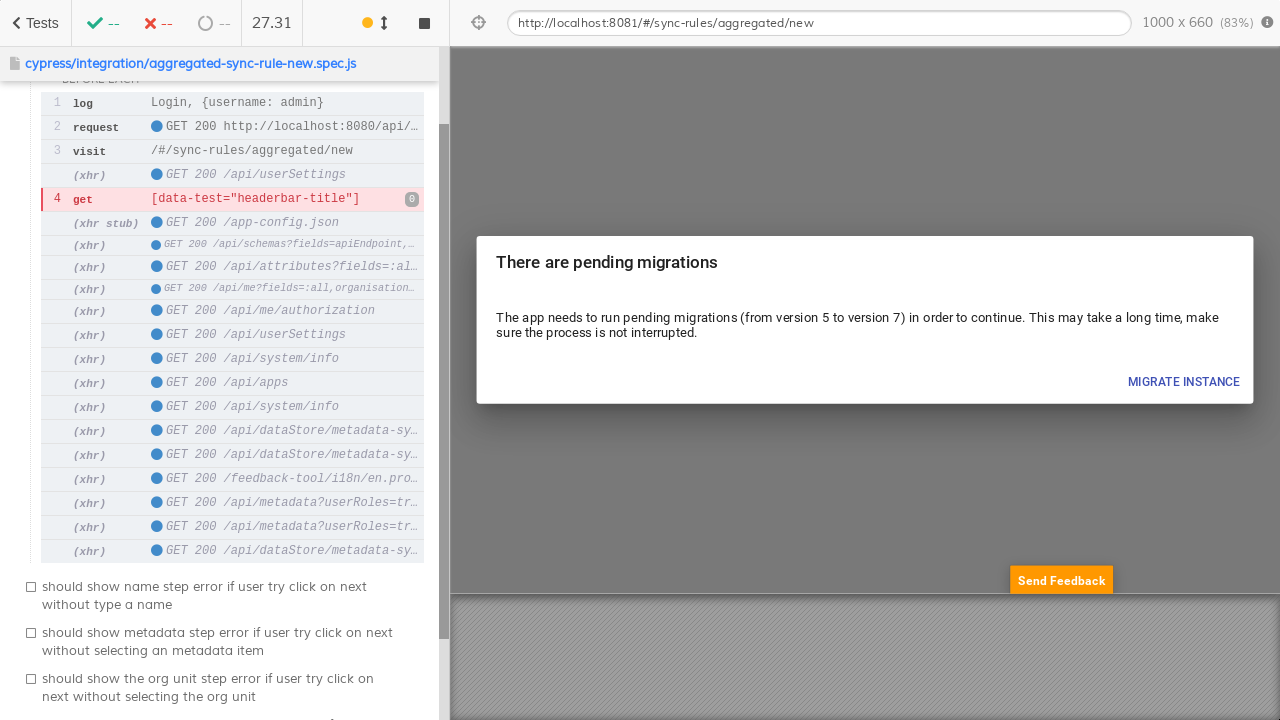 Tests
--
--
--
27.31
http://localhost:8081/#/sync-rules/aggregated/new
1000 x 660 (83%)
cypress/integration/aggregated-sync-rule-new.spec.js
BEFORE EACH
1 log Login, {username: admin}
2 request GET 200 http://localhost:8080/api/…
3 visit /#/sync-rules/aggregated/new
(xhr) GET 200 /api/userSettings
4 get [data-test="headerbar-title"] 0
(xhr stub) GET 200 /app-config.json
(xhr) GET 200 /api/schemas?fields=apiEndpoint,…
(xhr) GET 200 /api/attributes?fields=:al…
(xhr) GET 200 /api/me?fields=:all,organisation…
(xhr) GET 200 /api/me/authorization
(xhr) GET 200 /api/userSettings
(xhr) GET 200 /api/system/info
(xhr) GET 200 /api/apps
(xhr) GET 200 /api/system/info
(xhr) GET 200 /api/dataStore/metadata-sy…
(xhr) GET 200 /api/dataStore/metadata-sy…
(xhr) GET 200 /feedback-tool/i18n/en.pro…
(xhr) GET 200 /api/metadata?userRoles=tr…
(xhr) GET 200 /api/metadata?userRoles=tr…
(xhr) GET 200 /api/dataStore/metadata-sy…
should show name step error if user try click on next
without type a name
should show metadata step error if user try click on next
without selecting an metadata item
should show the org unit step error if user try click on
next without selecting the org unit
There are pending migrations
The app needs to run pending migrations (from version 5 to version 7) in order to continue. This may take a long time, make
sure the process is not interrupted.
MIGRATE INSTANCE
Send Feedback